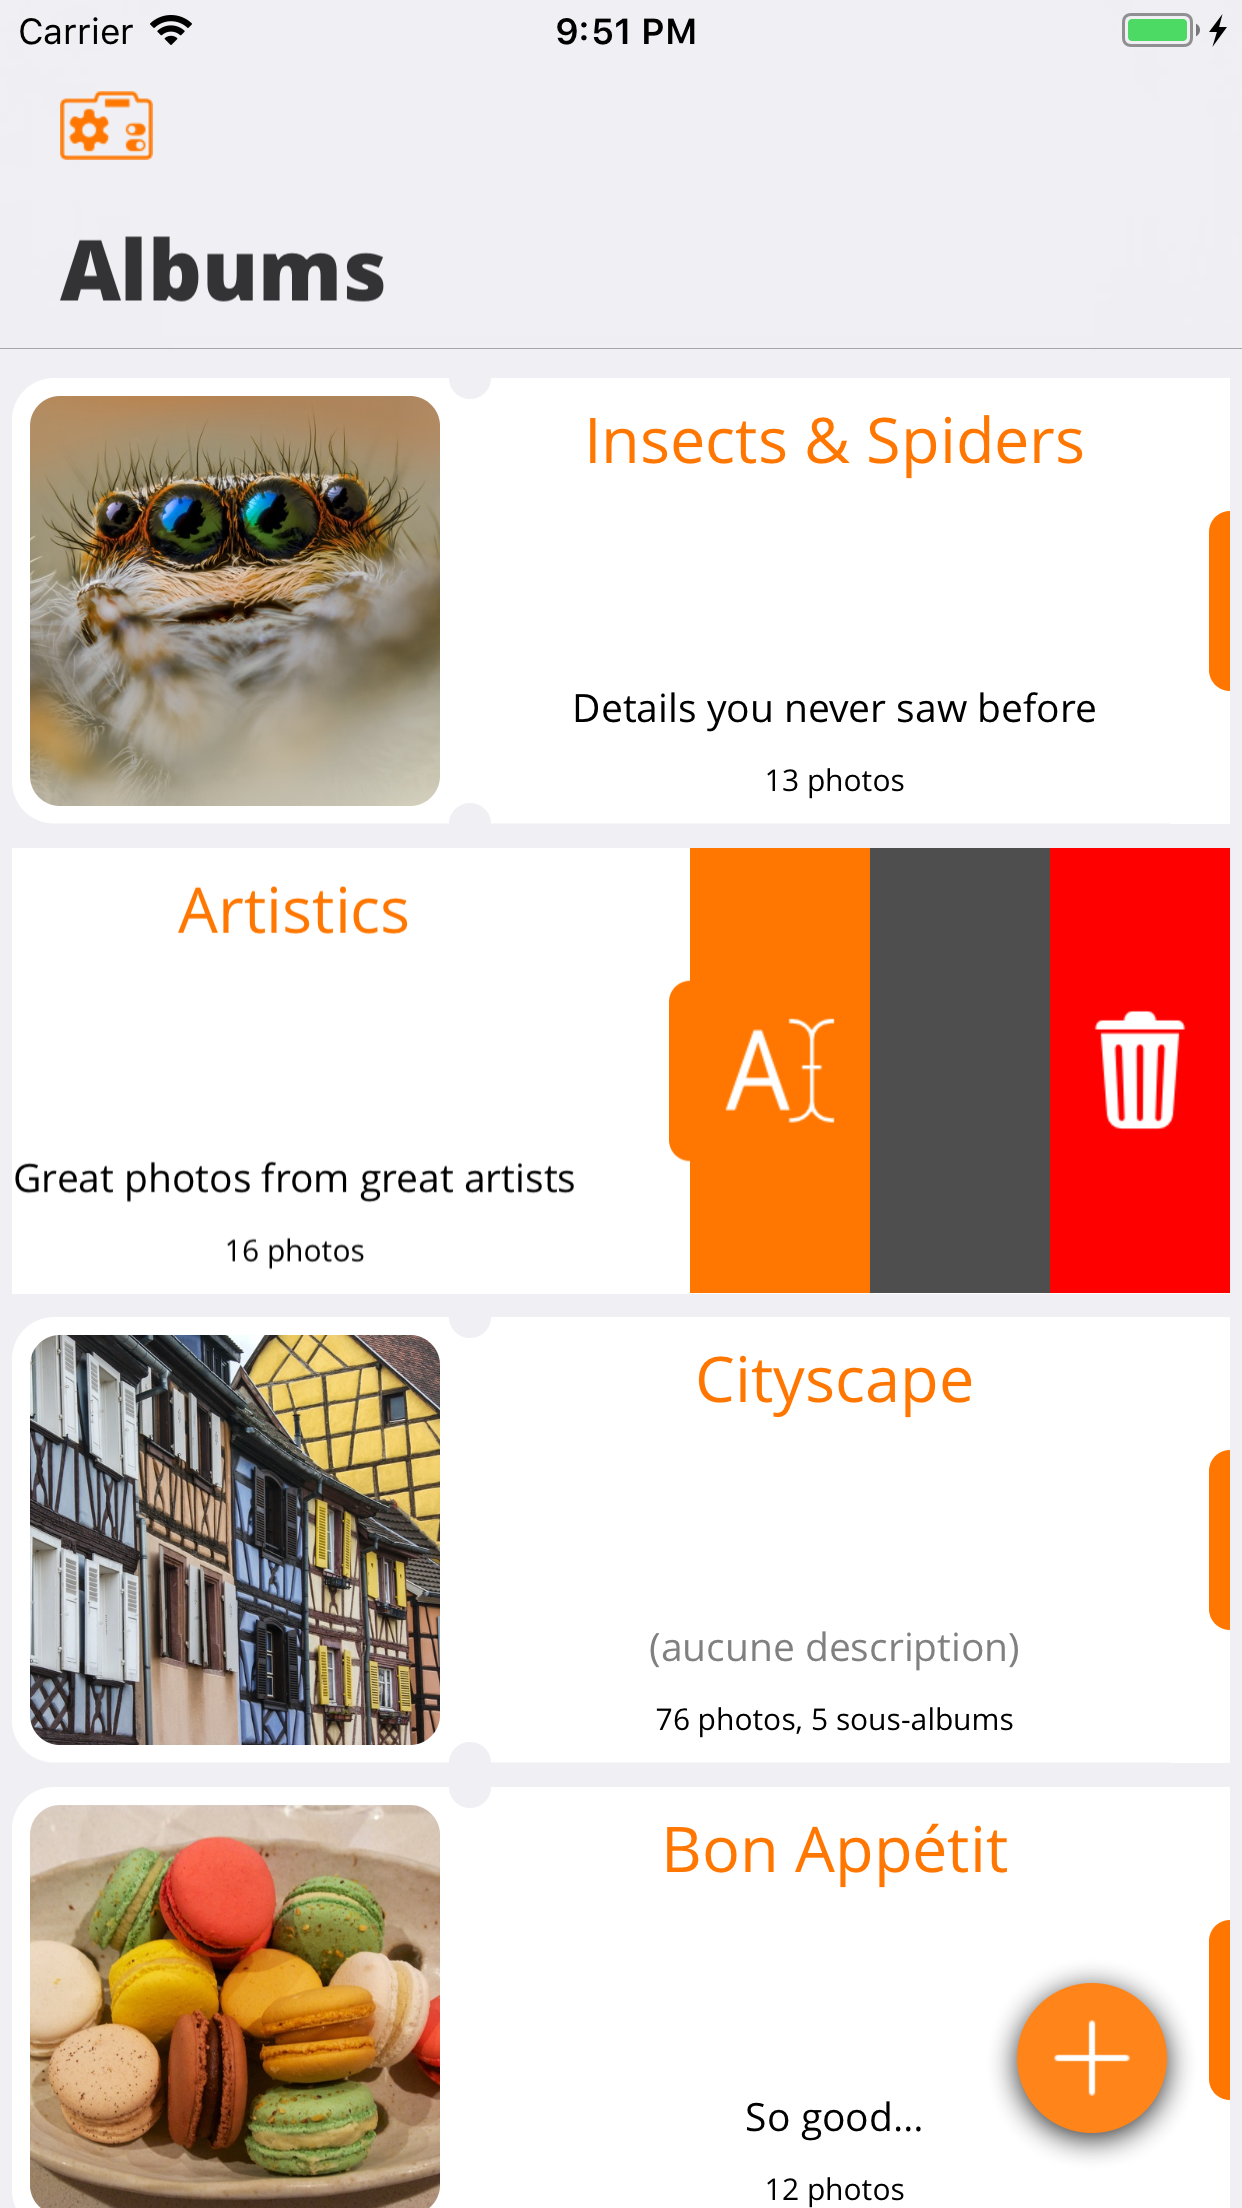 Carrier 9:51 PM
Albums
Insects & Spiders
Details you never saw before
13 photos
Artistics
A
Great photos from great artists
16 photos
Cityscape
(aucune description)
76 photos, 5 sous-albums
Bon Appétit
So good...
12 photos